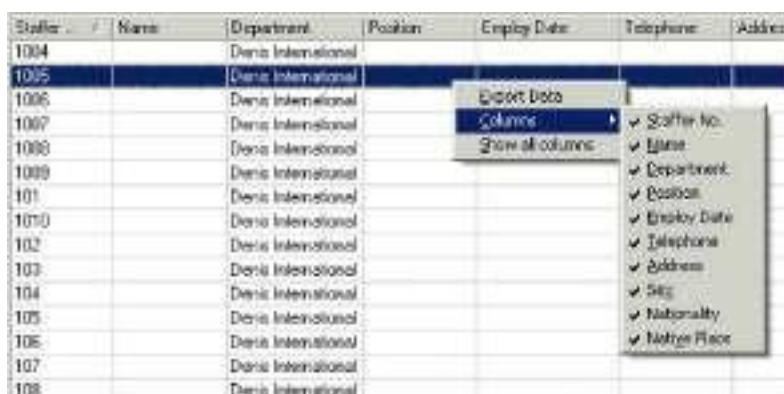 Staffer .. Name Department Position Employ Date Telephone Addres
1004 Denis International
1005 Denis International
1006 Denis International
1007 Denis International
1008 Denis International
1009 Denis International
101 Denis International
1010 Denis International
102 Denis International
103 Denis International
104 Denis International
105 Denis International
106 Denis International
107 Denis International
108 Denis International
Export Data
Columns
Show all columns
Staffer No.
Name
Department
Position
Employ Date
Telephone
Address
Nationality
Native Place